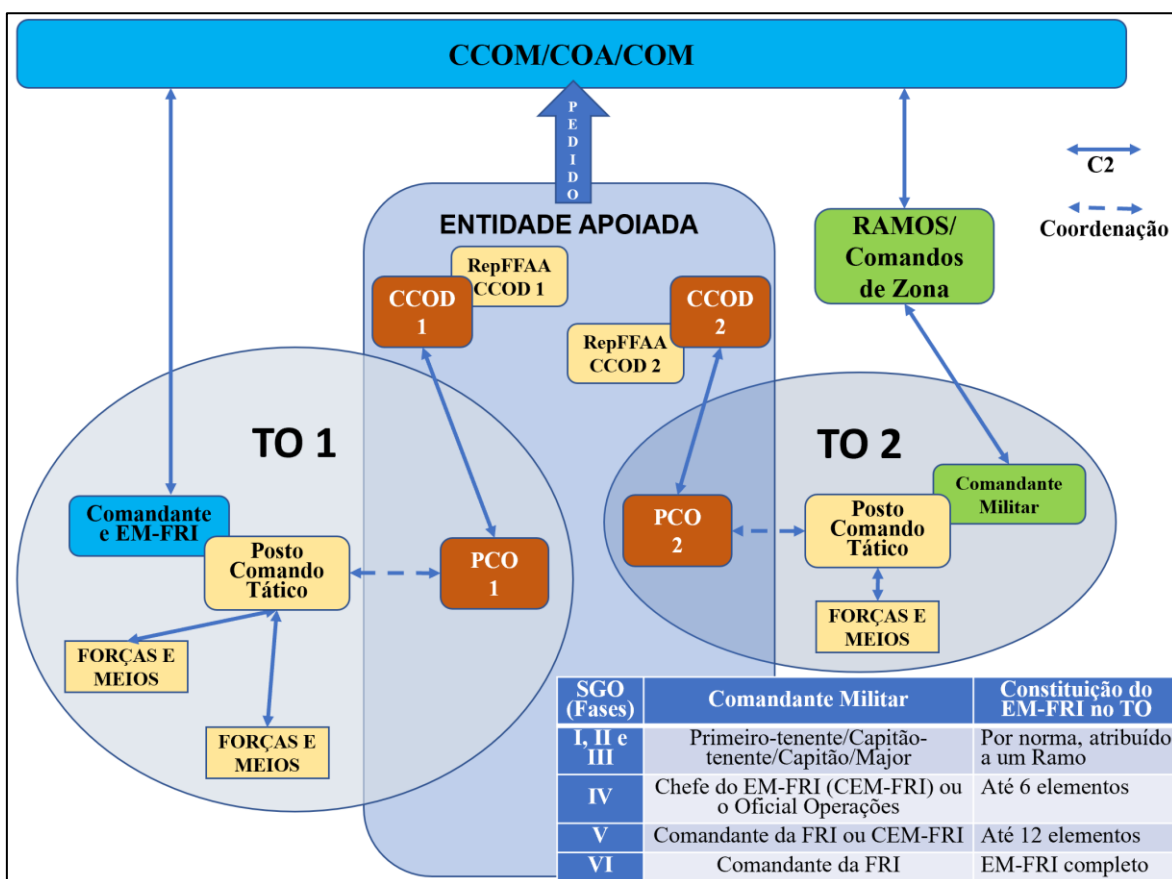 CCOM/COA/COM
PEDIDO
C2
Coordenação
ENTIDADE APOIADA
RepFFAA
CCOD 1
CCOD
1
CCOD
2
RepFFAA
CCOD 2
RAMOS/
Comandos
de Zona
TO 1
TO 2
Comandante
e EM-FRI
Posto
Comando
Tático
PCO
1
FORÇAS E
MEIOS
FORÇAS E
MEIOS
PCO
2
Posto
Comando
Tático
Comandante
Militar
FORÇAS E
MEIOS
SGO
(Fases)
Comandante Militar
Constituição do
EM-FRI no TO
I, II e
III
Primeiro-tenente/Capitão-
tenente/Capitão/Major
Por norma, atribuído
a um Ramo
IV
Chefe do EM-FRI (CEM-FRI) ou
o Oficial Operações
Até 6 elementos
V
Comandante da FRI ou CEM-FRI
Até 12 elementos
VI
Comandante da FRI
EM-FRI completo